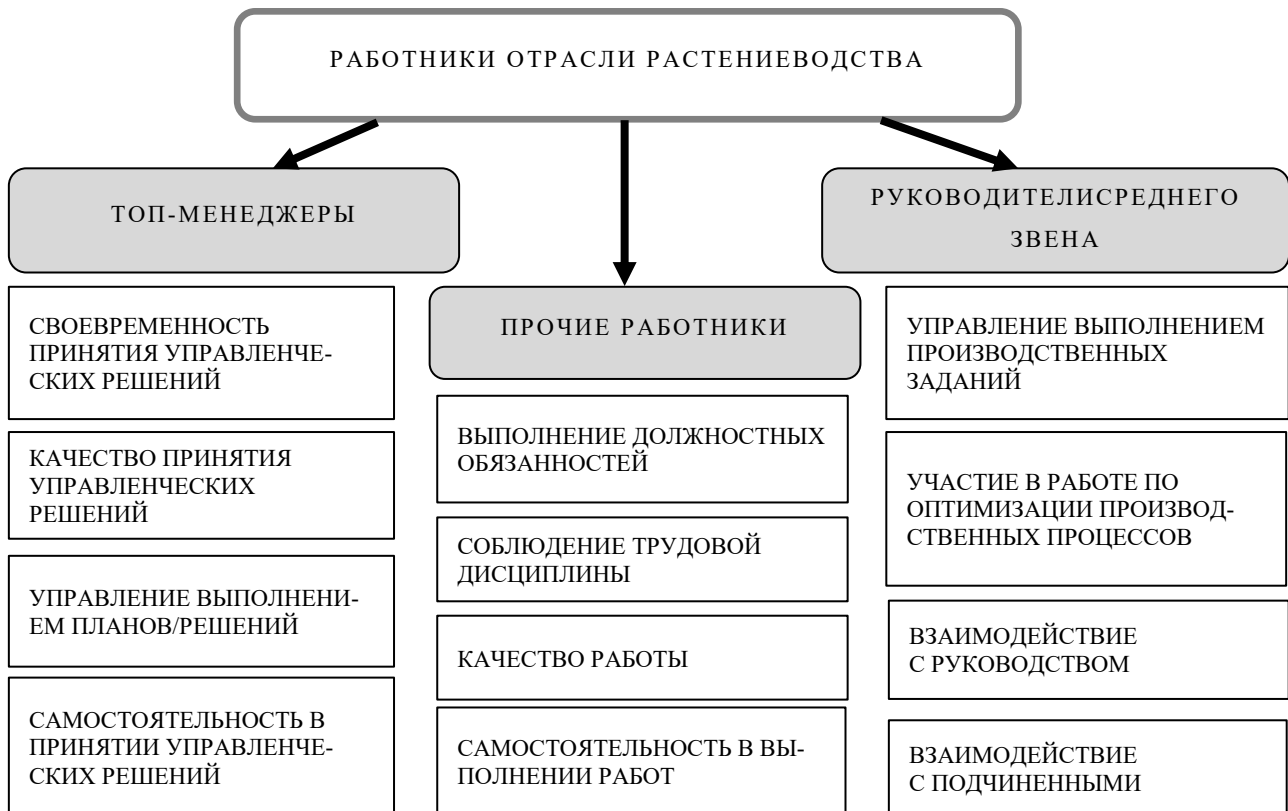 РАБОТНИКИ ОТРАСЛИ РАСТЕНИЕВОДСТВА
ТОП-МЕНЕДЖЕРЫ
СВОЕВРЕМЕННОСТЬ
ПРИНЯТИЯ УПРАВЛЕНЧЕ-
СКИХ РЕШЕНИЙ
КАЧЕСТВО ПРИНЯТИЯ
УПРАВЛЕНЧЕСКИХ
РЕШЕНИЙ
УПРАВЛЕНИЕ ВЫПОЛНЕНИ-
ЕМ ПЛАНОВ/РЕШЕНИЙ
САМОСТОЯТЕЛЬНОСТЬ В
ПРИНЯТИИ УПРАВЛЕНЧЕ-
СКИХ РЕШЕНИЙ
ПРОЧИЕ РАБОТНИКИ
ВЫПОЛНЕНИЕ ДОЛЖНОСТНЫХ
ОБЯЗАННОСТЕЙ
СОБЛЮДЕНИЕ ТРУДОВОЙ
ДИСЦИПЛИНЫ
КАЧЕСТВО РАБОТЫ
САМОСТОЯТЕЛЬНОСТЬ В ВЫ-
ПОЛНЕНИИ РАБОТ
РУКОВОДИТЕЛИСРЕДНЕГО
ЗВЕНА
УПРАВЛЕНИЕ ВЫПОЛНЕНИЕМ
ПРОИЗВОДСТВЕННЫХ
ЗАДАНИЙ
УЧАСТИЕ В РАБОТЕ ПО
ОПТИМИЗАЦИИ ПРОИЗВОД-
СТВЕННЫХ ПРОЦЕССОВ
ВЗАИМОДЕЙСТВИЕ
С РУКОВОДСТВОМ
ВЗАИМОДЕЙСТВИЕ
С ПОДЧИНЕННЫМИ